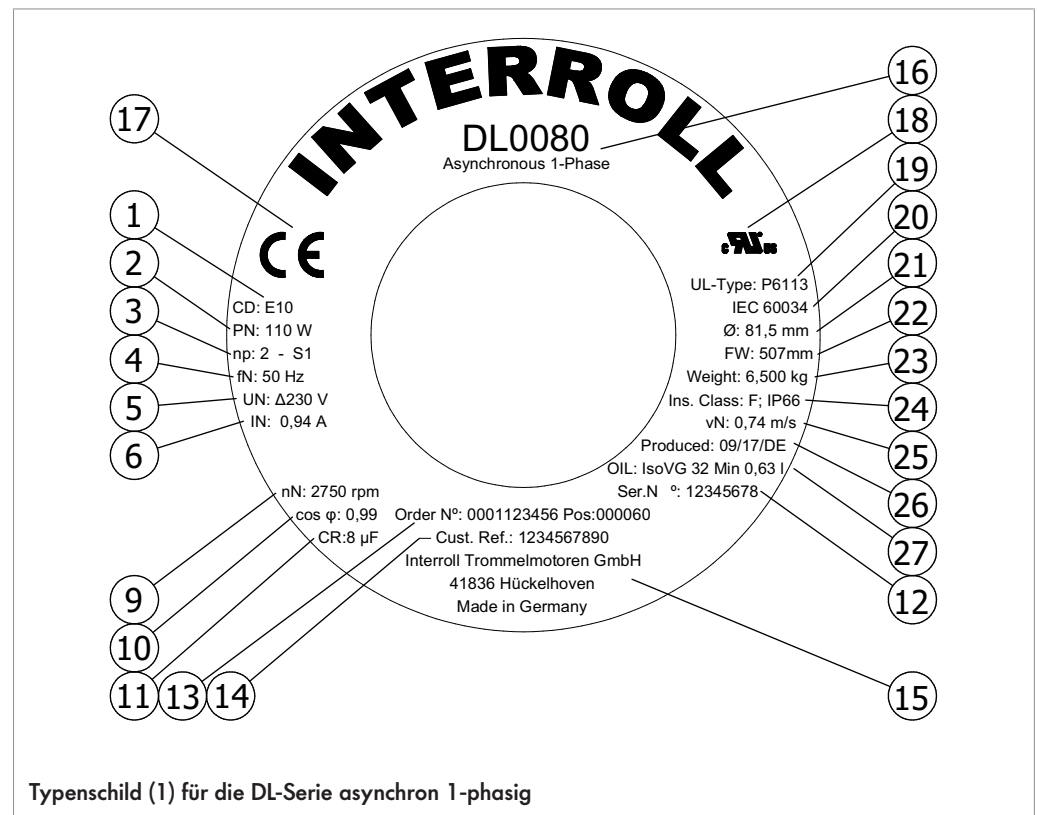 INTERROLL
DL0080
Asynchronous 1-Phase
17
16
18
19
20
21
22
23
24
25
26
27
12
15
1
2
3
4
5
6
9
10
11
13
14
CE
c RU us
CD: E10
PN: 110 W
np: 2 - S1
fN: 50 Hz
UN: Δ230 V
IN: 0,94 A
nN: 2750 rpm
cos φ: 0,99
CR:8 µF
UL-Type: P6113
IEC 60034
Ø: 81,5 mm
FW: 507mm
Weight: 6,500 kg
Ins. Class: F; IP66
vN: 0,74 m/s
Produced: 09/17/DE
OIL: IsoVG 32 Min 0,63 l
Ser.N º: 12345678
Order Nº: 0001123456 Pos:000060
Cust. Ref.: 1234567890
Interroll Trommelmotoren GmbH
41836 Hückelhoven
Made in Germany
Typenschild (1) für die DL-Serie asynchron 1-phasig